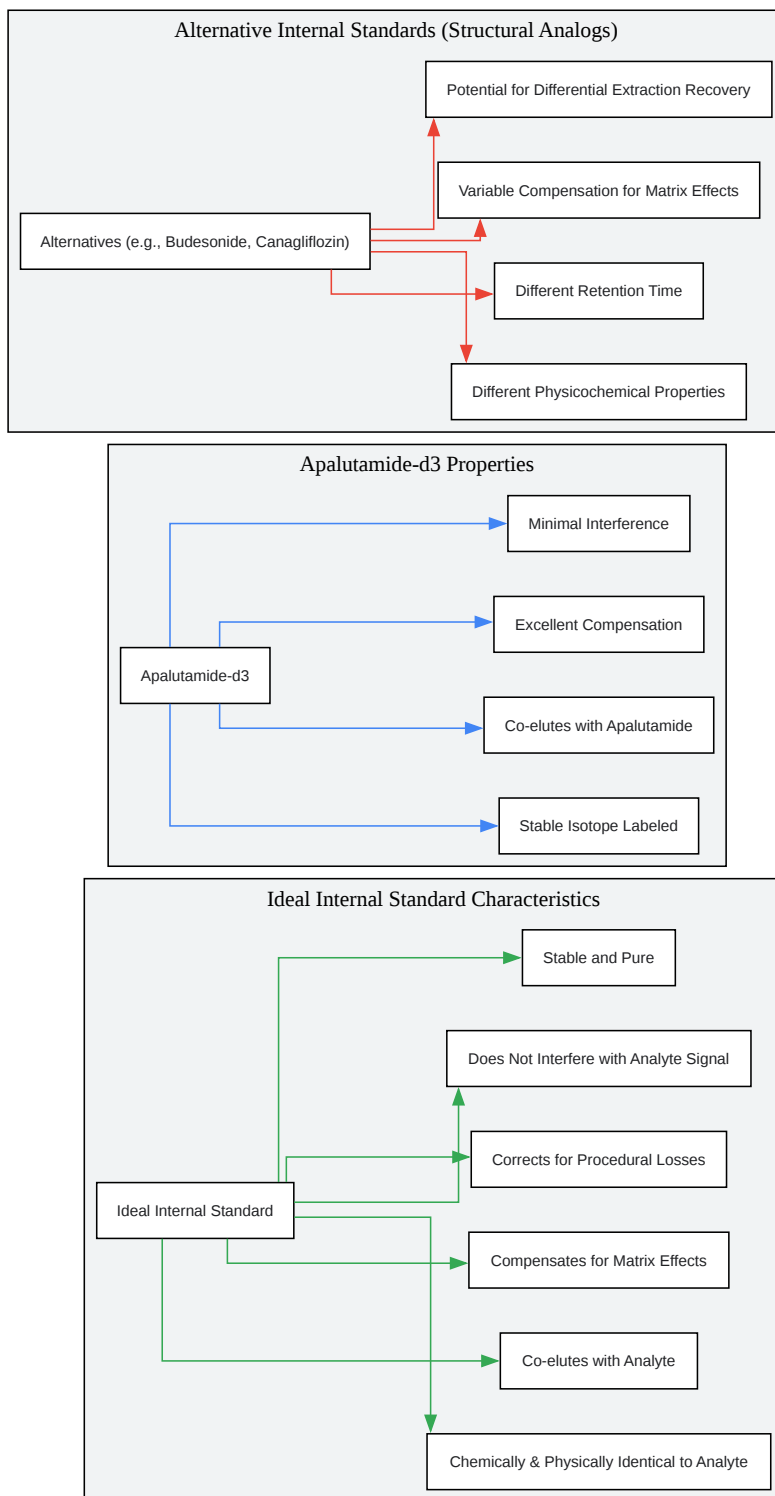 Alternative Internal Standards (Structural Analogs)
Potential for Differential Extraction Recovery
Variable Compensation for Matrix Effects
Alternatives (e.g., Budesonide, Canagliflozin)
Different Retention Time
Different Physicochemical Properties
Apalutamide-d3 Properties
Minimal Interference
Excellent Compensation
Apalutamide-d3
Co-elutes with Apalutamide
Stable Isotope Labeled
Ideal Internal Standard Characteristics
Stable and Pure
Does Not Interfere with Analyte Signal
Corrects for Procedural Losses
Ideal Internal Standard
Compensates for Matrix Effects
Co-elutes with Analyte
Chemically & Physically Identical to Analyte